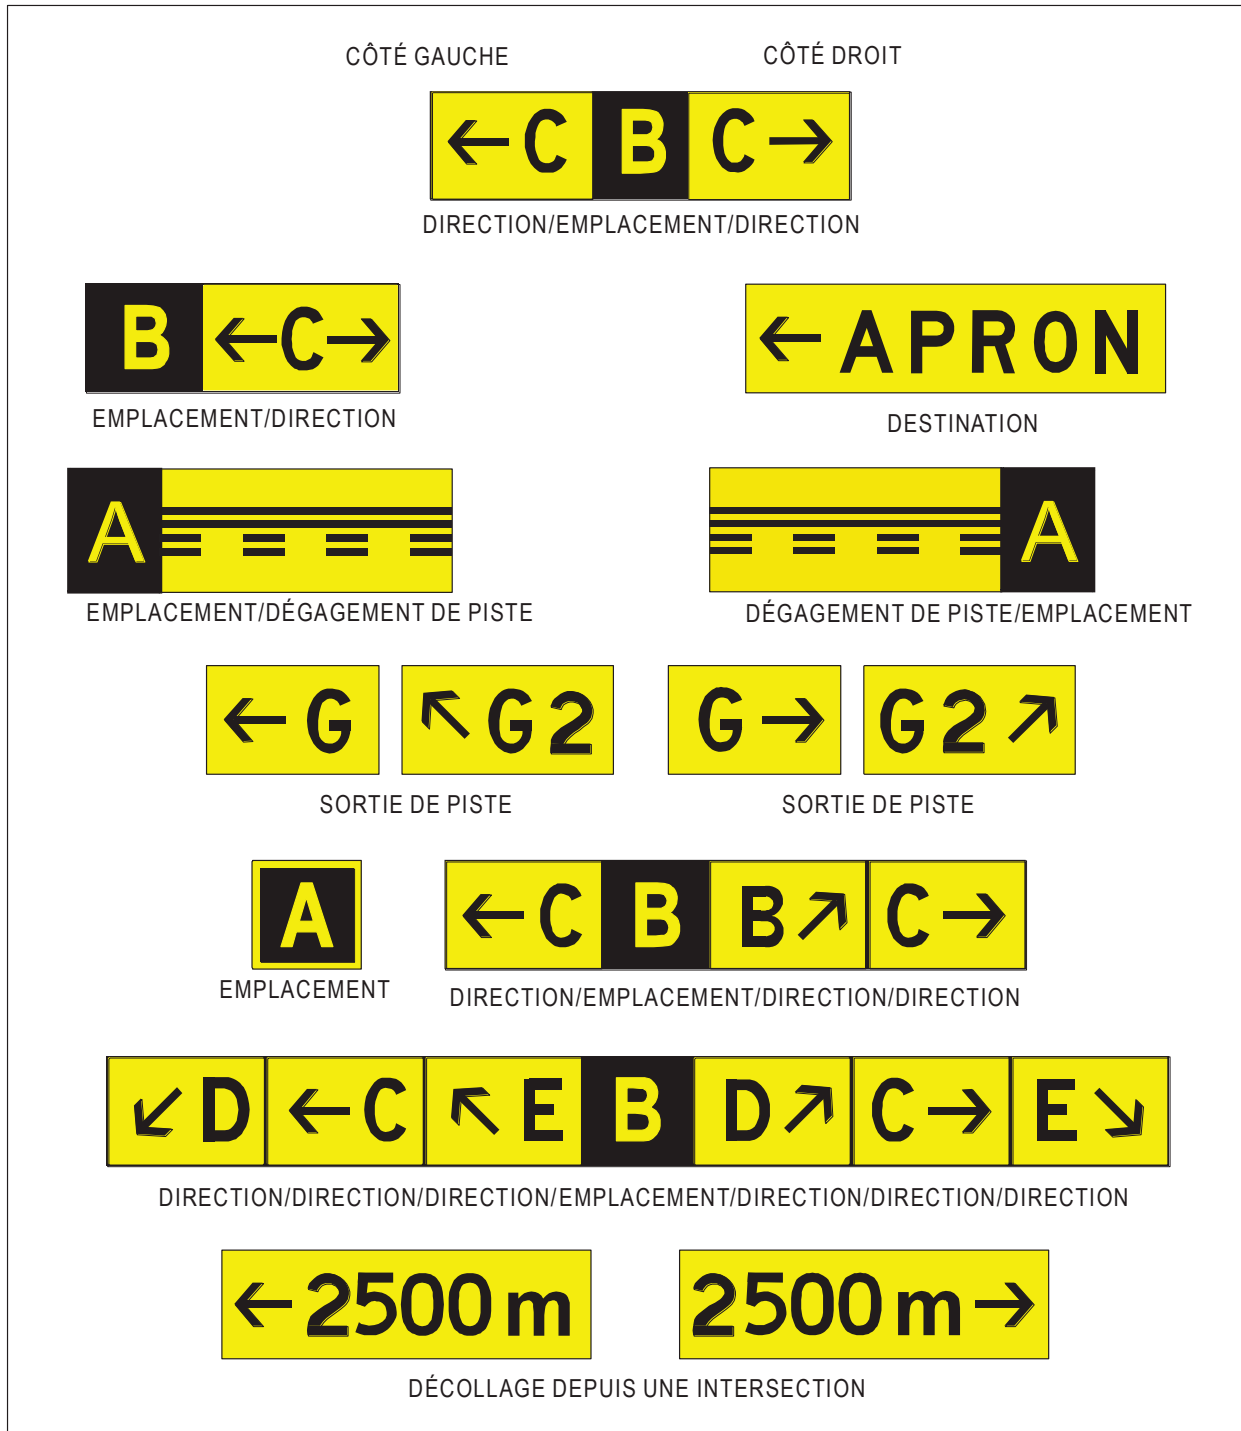 CÔTÉ GAUCHE CÔTÉ DROIT
←C B C→
DIRECTION/EMPLACEMENT/DIRECTION
B ←C→ ←APRON
EMPLACEMENT/DIRECTION DESTINATION
A A
EMPLACEMENT/DÉGAGEMENT DE PISTE DÉGAGEMENT DE PISTE/EMPLACEMENT
←G ↖G2 G→ G2↗
SORTIE DE PISTE SORTIE DE PISTE
A ←C B B↗ C→
EMPLACEMENT DIRECTION/EMPLACEMENT/DIRECTION/DIRECTION
↙D ←C ↖E B D↗ C→ E↘
DIRECTION/DIRECTION/DIRECTION/EMPLACEMENT/DIRECTION/DIRECTION/DIRECTION
←2500m 2500m→
DÉCOLLAGE DEPUIS UNE INTERSECTION